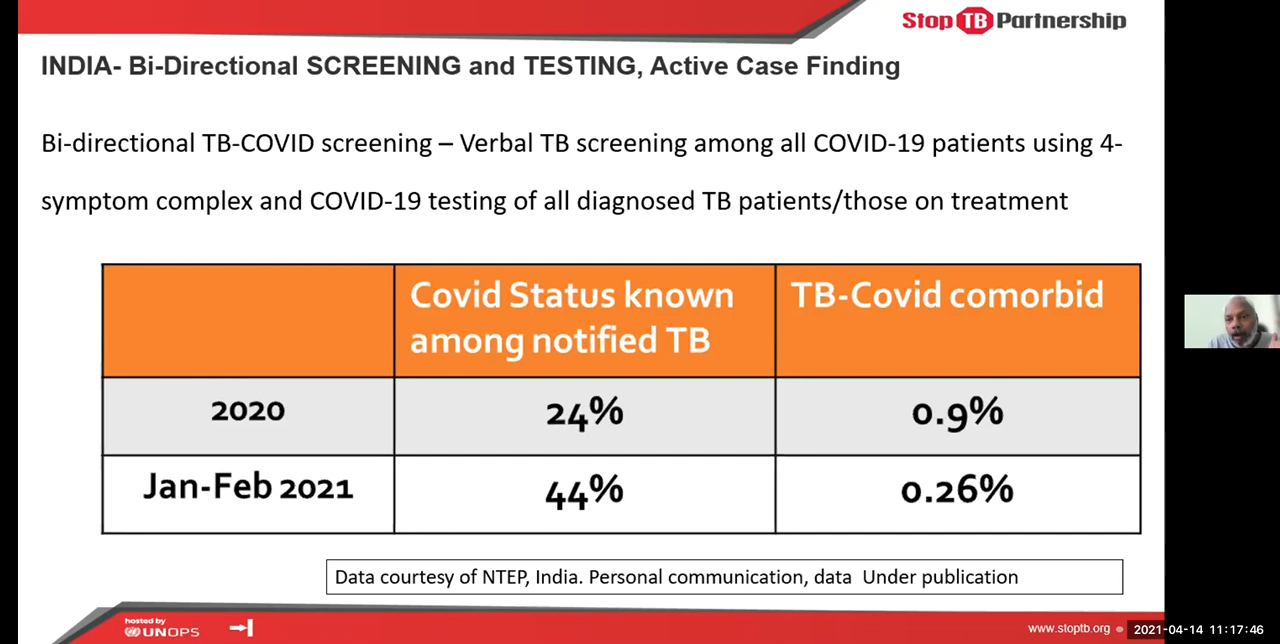 Stop TB Partnership
INDIA- Bi-Directional SCREENING and TESTING, Active Case Finding
Bi-directional TB-COVID screening – Verbal TB screening among all COVID-19 patients using 4-
symptom complex and COVID-19 testing of all diagnosed TB patients/those on treatment
Covid Status known
among notified TB
TB-Covid comorbid
2020
24%
0.9%
Jan-Feb 2021
44%
0.26%
Data courtesy of NTEP, India. Personal communication, data  Under publication
hosted by
UNOPS
www.stoptb.org
2021-04-14 11:17:46